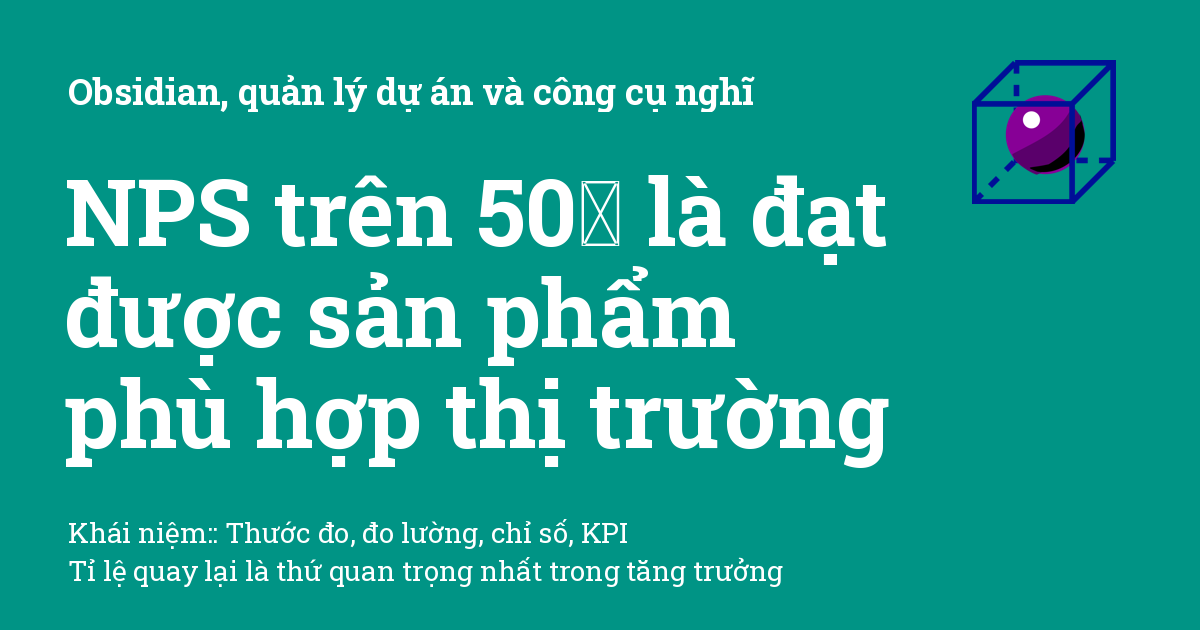 Obsidian, quản lý dự án và công cụ nghĩ
NPS trên 50 là đạt
được sản phẩm
phù hợp thị trường
Khái niệm:: Thước đo, đo lường, chỉ số, KPI
Tỉ lệ quay lại là thứ quan trọng nhất trong tăng trưởng